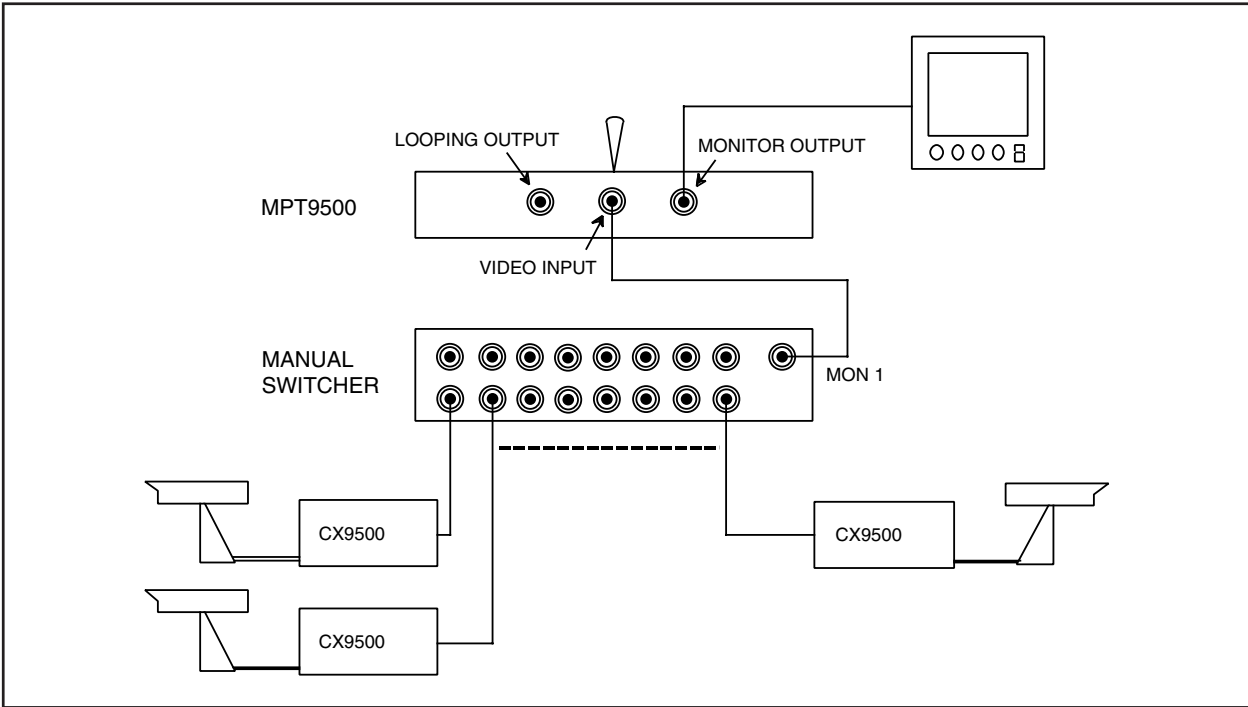 LOOPING OUTPUT
MONITOR OUTPUT
MPT9500
VIDEO INPUT
MANUAL
SWITCHER
MON 1
CX9500
CX9500
CX9500